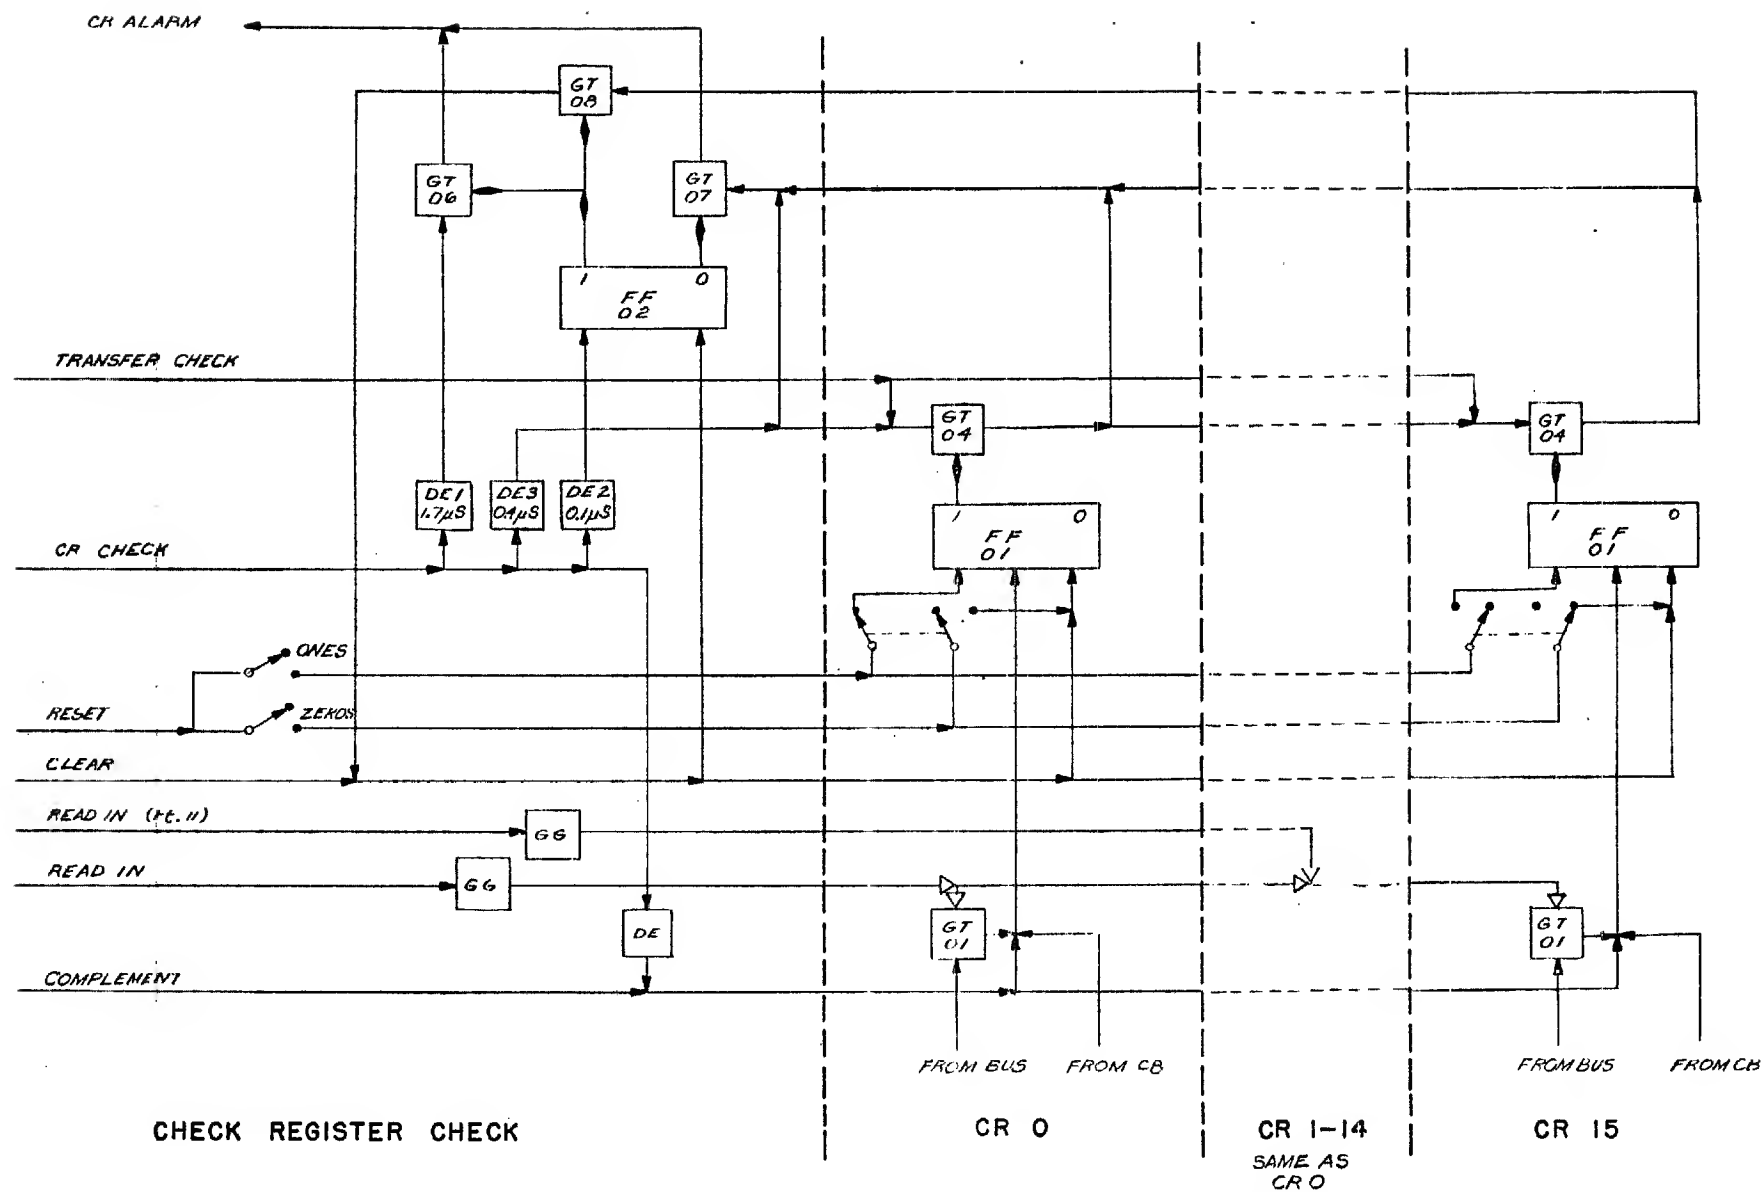 CR ALARM
GT
08
GT
06
GT
07
1 0
FF
02
TRANSFER CHECK
GT
04
GT
04
DE1
1.7µS
DE3
0.4µS
DE2
0.1µS
1 0
FF
01
1 0
FF
01
CR CHECK
ONES
RESET
ZEROS
CLEAR
READ IN (rt. 11)
GG
READ IN
GG
DE
GT
01
GT
01
COMPLEMENT
FROM BUS
FROM CB
FROM BUS
FROM CB
CHECK REGISTER CHECK
CR 0
CR 1-14
SAME AS
CR 0
CR 15